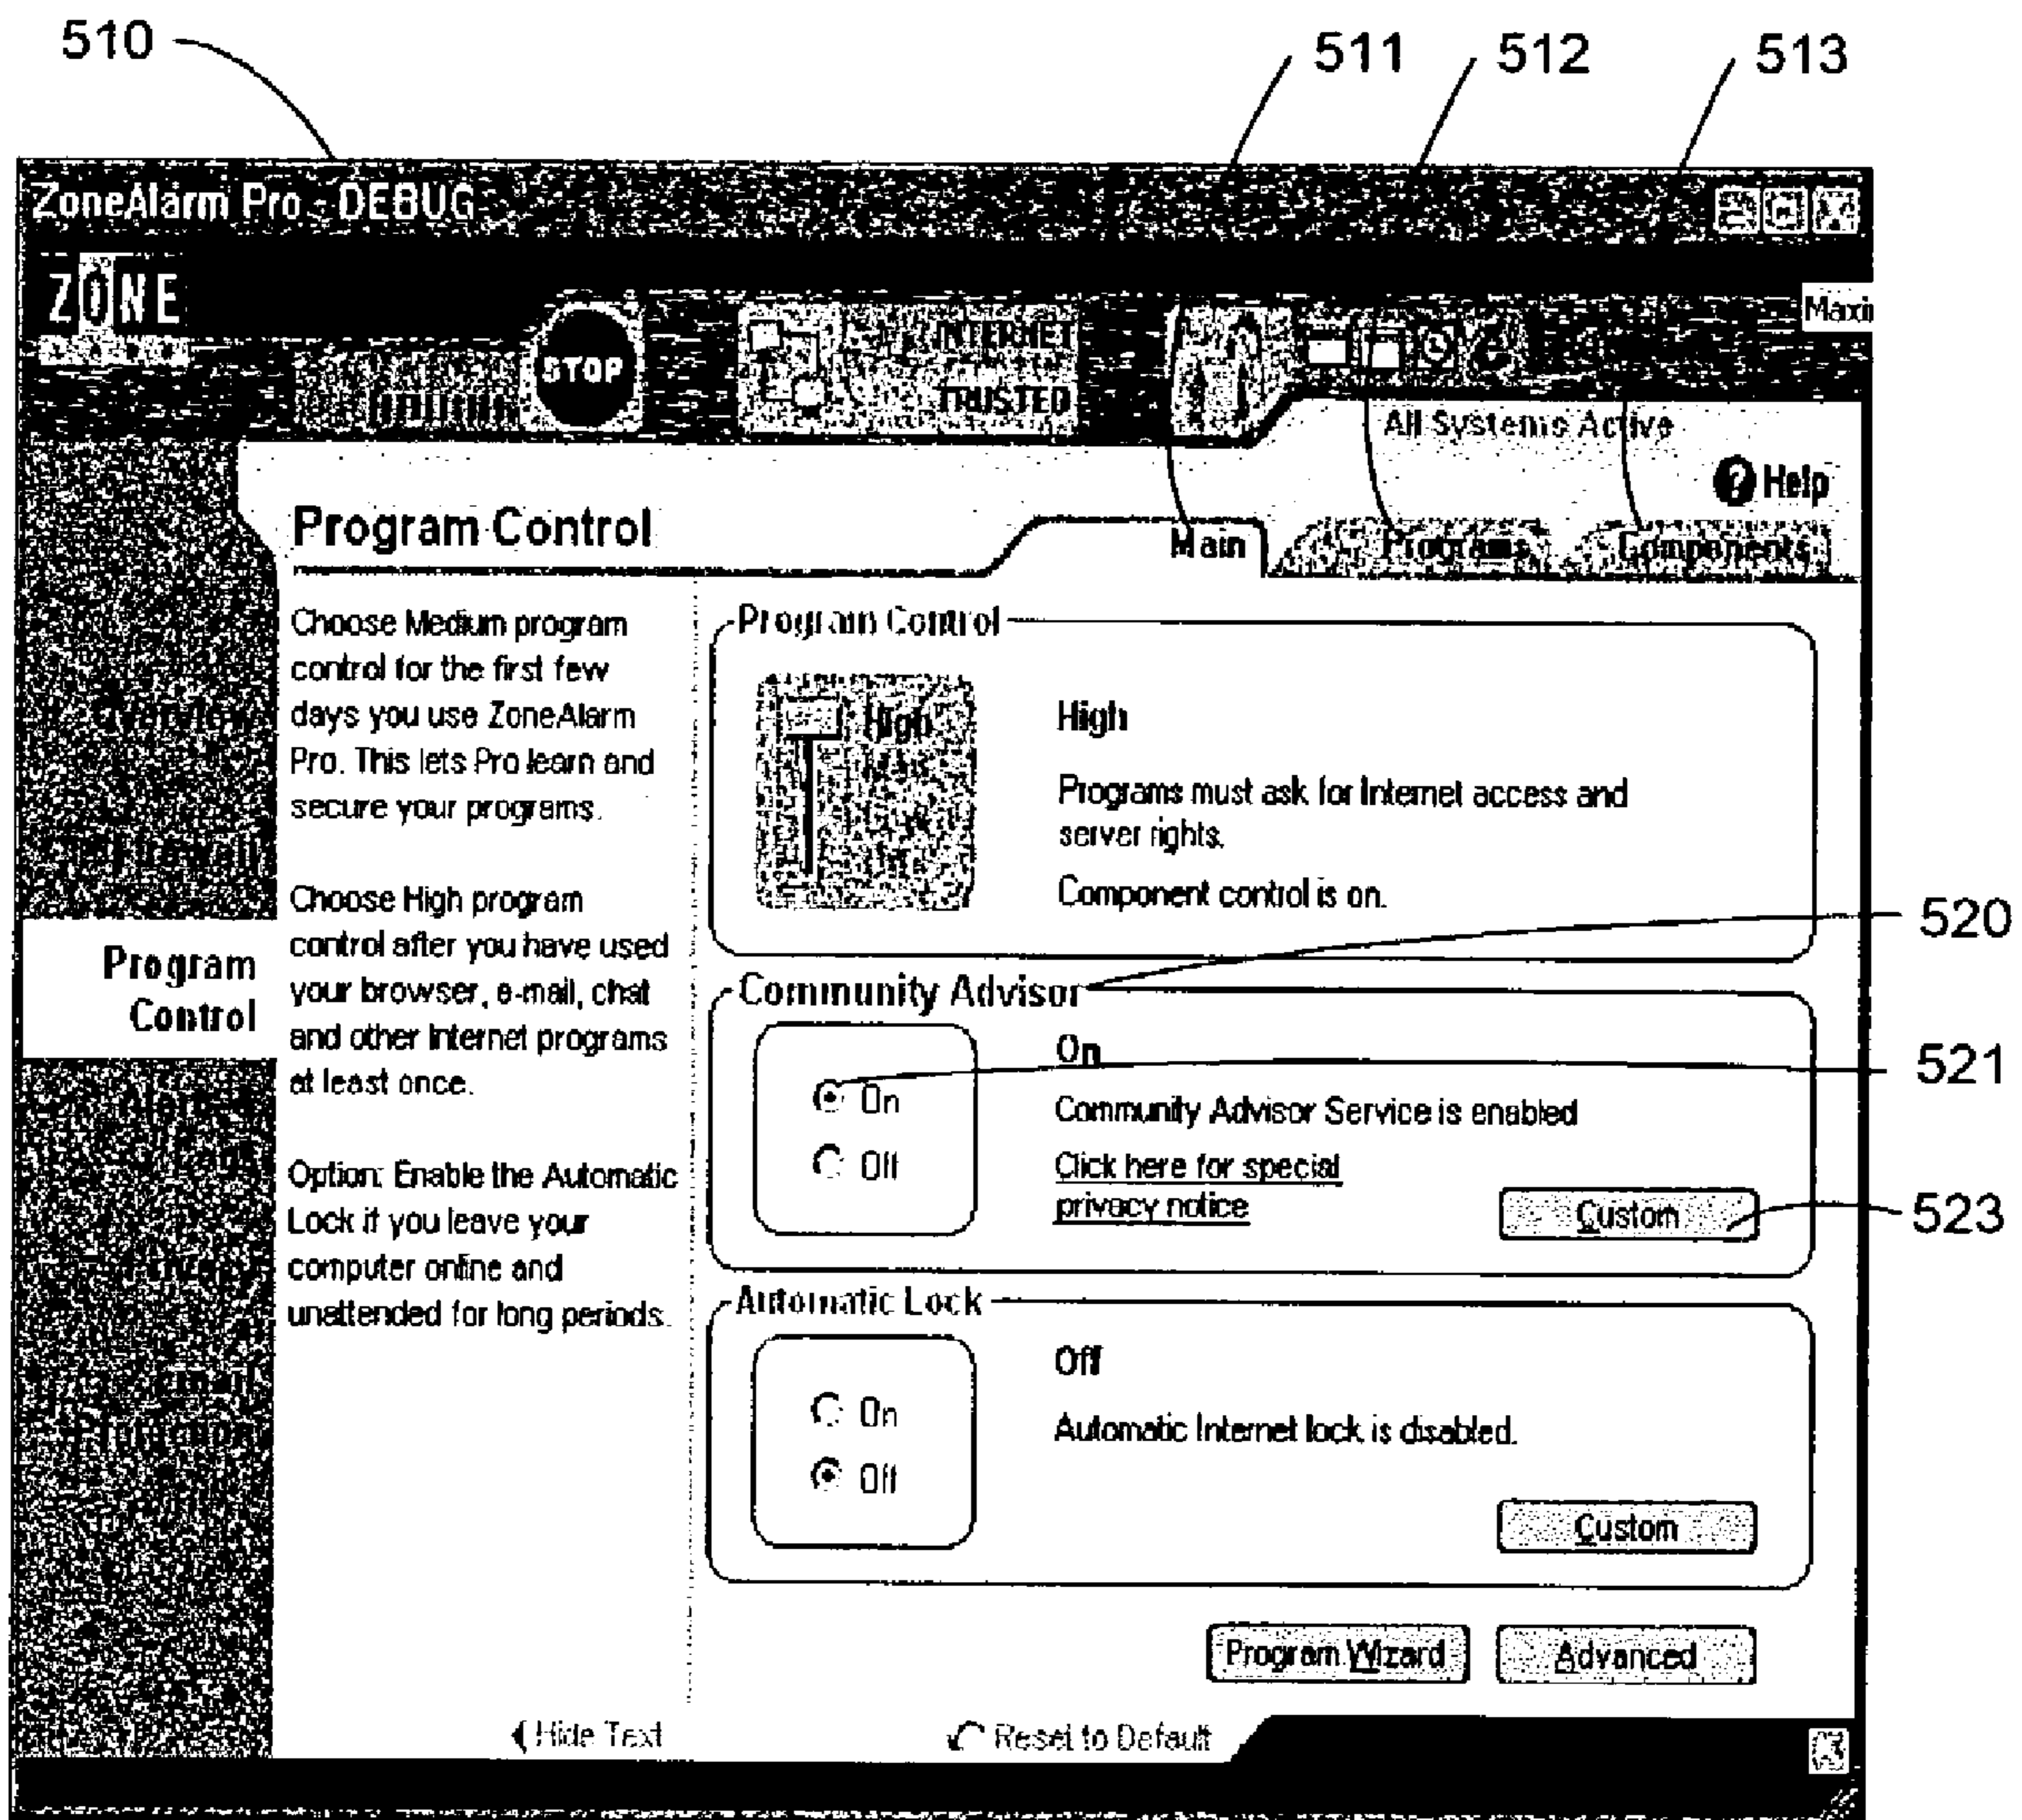 510
511
512
513
ZoneAlarm Pro - DEBUG
ZONE
Maxi
STOP
INTERNET
TRUSTED
All Systems Active
Help
Program Control
Main
Programs
Components
Overview
Firewall
Program
Control
Email
Protection
Choose Medium program
control for the first few
days you use ZoneAlarm
Pro. This lets Pro learn and
secure your programs.
Choose High program
control after you have used
your browser, e-mail, chat
and other Internet programs
at least once.
Option: Enable the Automatic
Lock if you leave your
computer online and
unattended for long periods.
Program Control
High
High
Programs must ask for Internet access and
server rights.
Component control is on.
520
Community Advisor
On
521
On
Off
Community Advisor Service is enabled
Click here for special
privacy notice
Custom
523
Automatic Lock
Off
On
Off
Automatic Internet lock is disabled.
Custom
Program Wizard
Advanced
Hide Text
Reset to Default